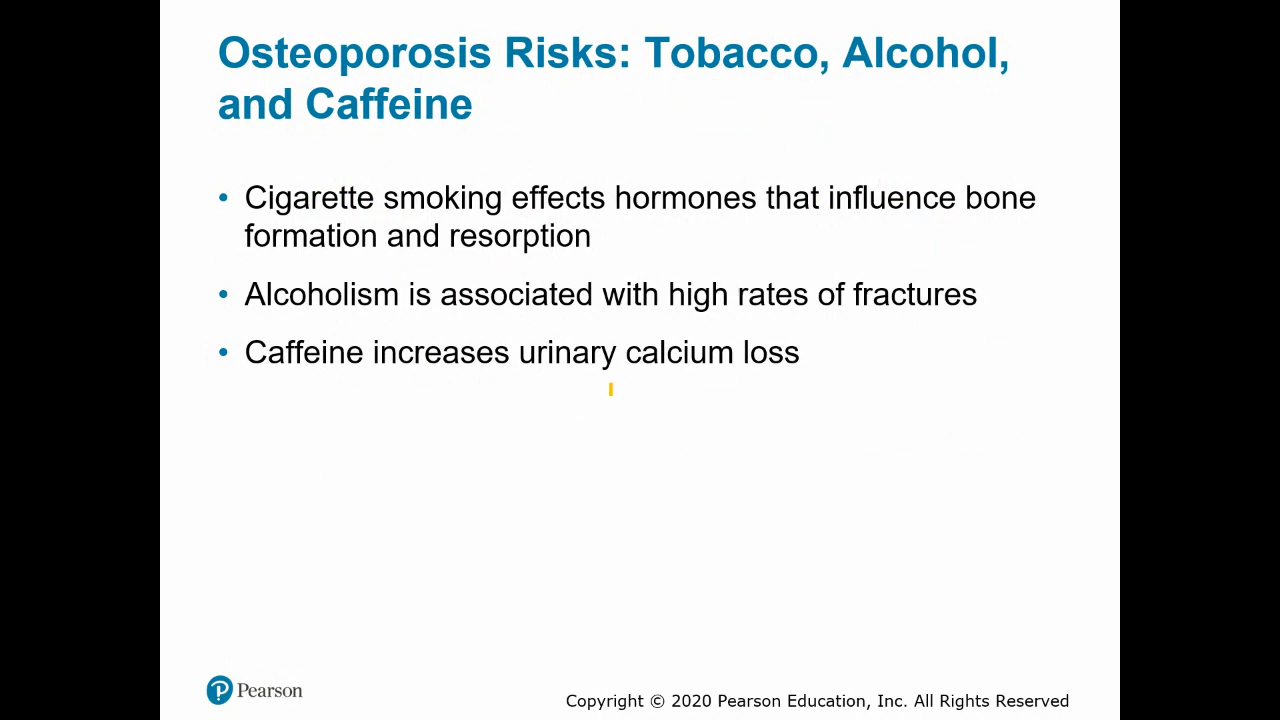 Osteoporosis Risks: Tobacco, Alcohol,
and Caffeine
• Cigarette smoking effects hormones that influence bone
formation and resorption
• Alcoholism is associated with high rates of fractures
• Caffeine increases urinary calcium loss
Pearson
Copyright © 2020 Pearson Education, Inc. All Rights Reserved